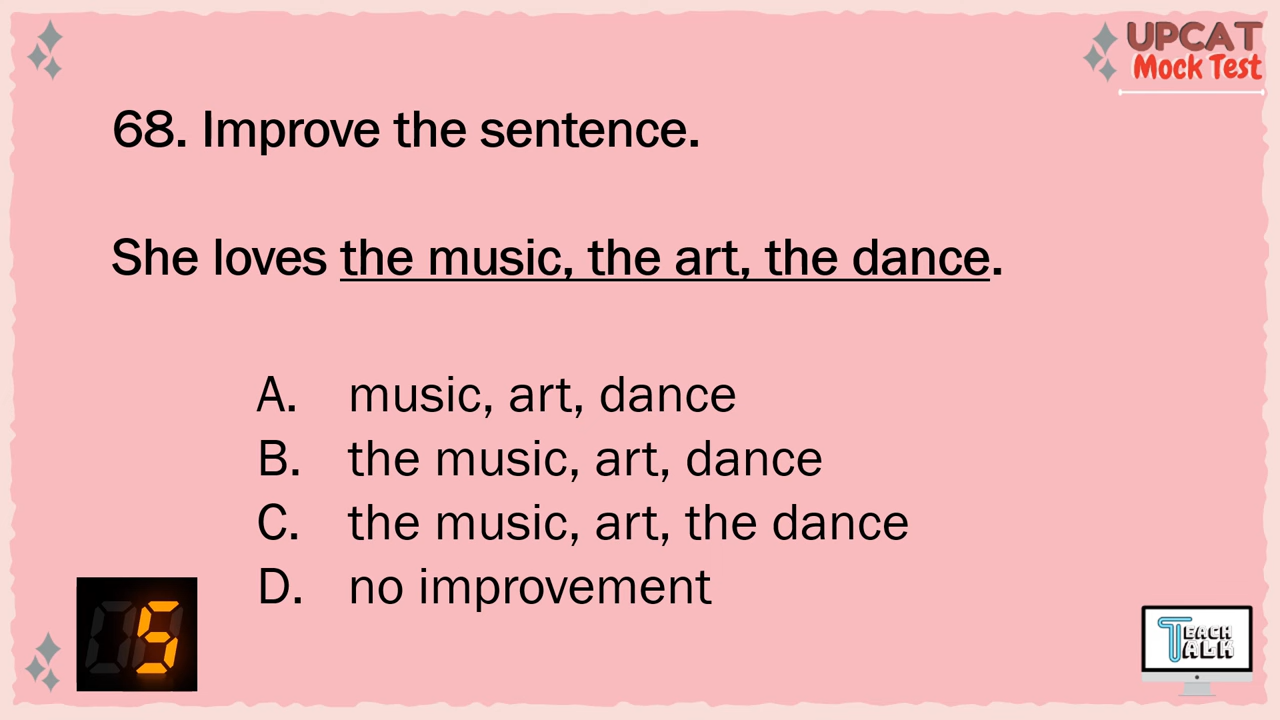 UPCAT
Mock Test
68. Improve the sentence.
She loves the music, the art, the dance.
A. music, art, dance
B. the music, art, dance
C. the music, art, the dance
D. no improvement
5
TEACH
TALK